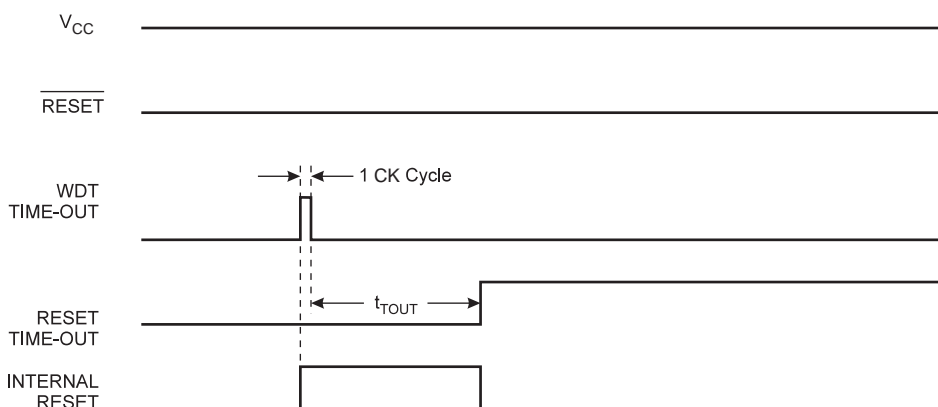 VCC
RESET
1 CK Cycle
WDT
TIME-OUT
tTOUT
RESET
TIME-OUT
INTERNAL
RESET